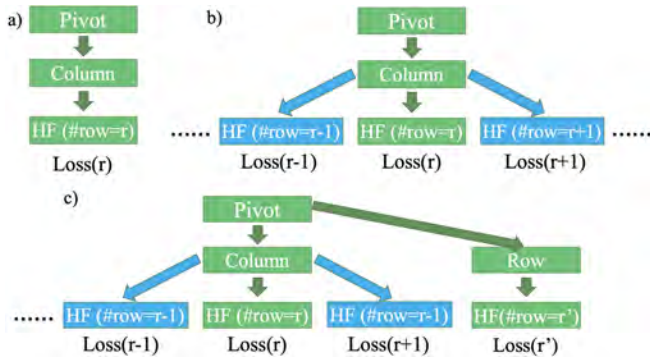 a)
Pivot
Column
HF (#row=r)
Loss(r)
b)
Pivot
Column
...... HF (#row=r-1) HF (#row=r) HF (#row=r+1) ......
Loss(r-1) Loss(r) Loss(r+1)
c)
Pivot
Column Row
...... HF (#row=r-1) HF (#row=r) HF (#row=r-1) HF(#row=r')
Loss(r-1) Loss(r) Loss(r+1) Loss(r')